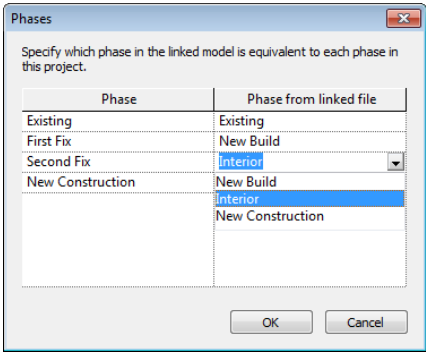 Phases
Specify which phase in the linked model is equivalent to each phase in
this project.
Phase Phase from linked file
Existing Existing
First Fix New Build
Second Fix Interior
New Construction New Build
Interior
New Construction
OK Cancel